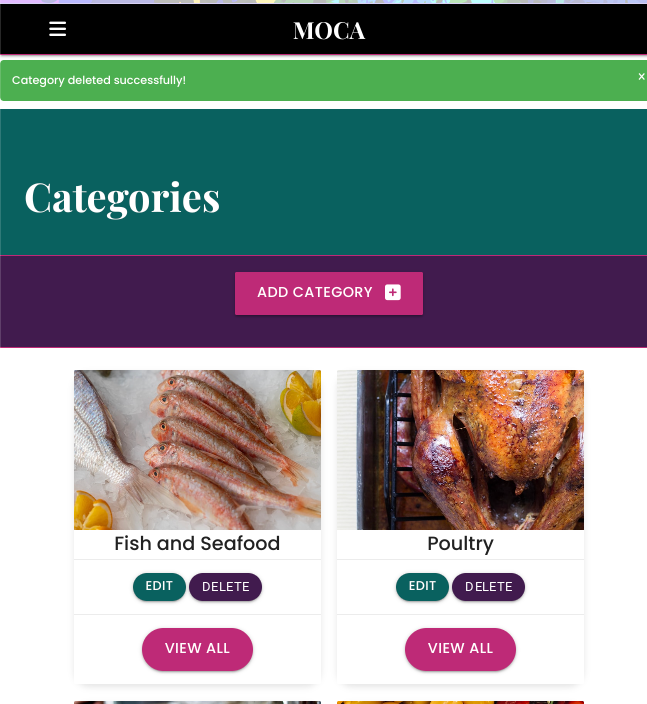 MOCA
Category deleted successfully!
x
Categories
ADD CATEGORY
Fish and Seafood
Poultry
EDIT DELETE
EDIT DELETE
VIEW ALL
VIEW ALL